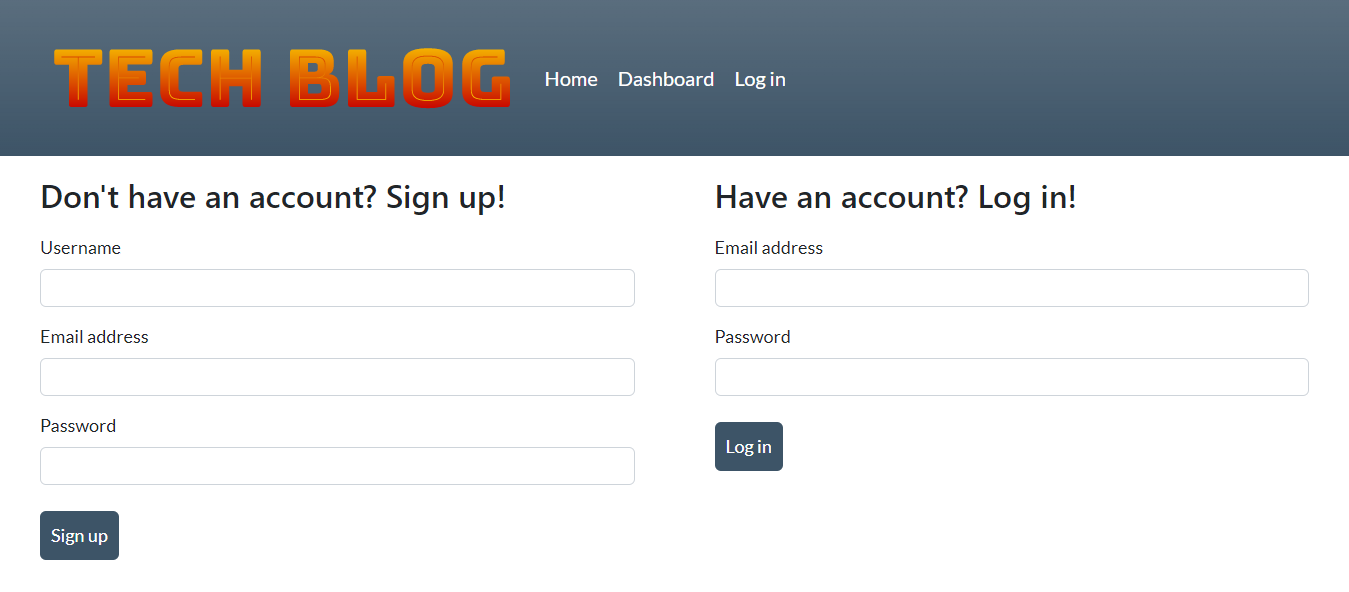 TECH BLOG
Home Dashboard Log in
Don't have an account? Sign up!
Username
Email address
Password
Sign up
Have an account? Log in!
Email address
Password
Log in